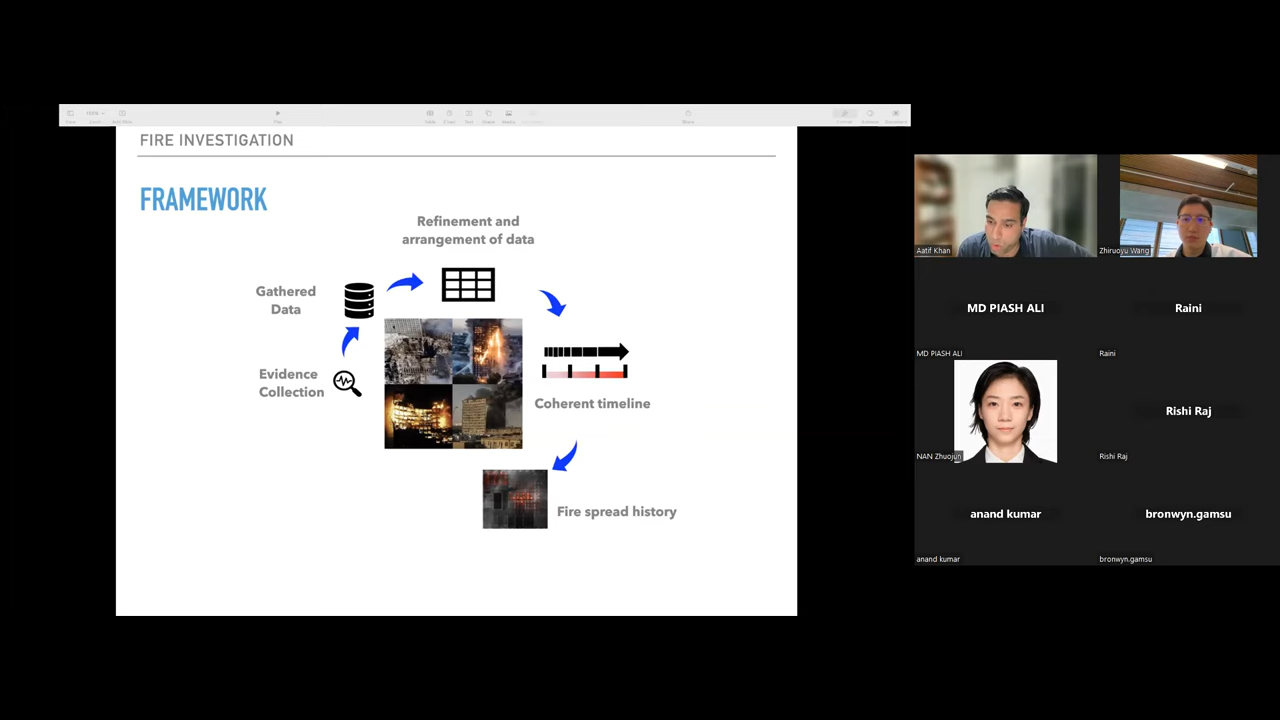 FIRE INVESTIGATION
FRAMEWORK
Refinement and
arrangement of data
Gathered
Data
Evidence
Collection
Coherent timeline
Fire spread history
Aatif Khan
Zhiruoyu Wang
MD PIASH ALI
MD PIASH ALI
Raini
Raini
NAN Zhuojun
Rishi Raj
Rishi Raj
anand kumar
anand kumar
bronwyn.gamsu
bronwyn.gamsu